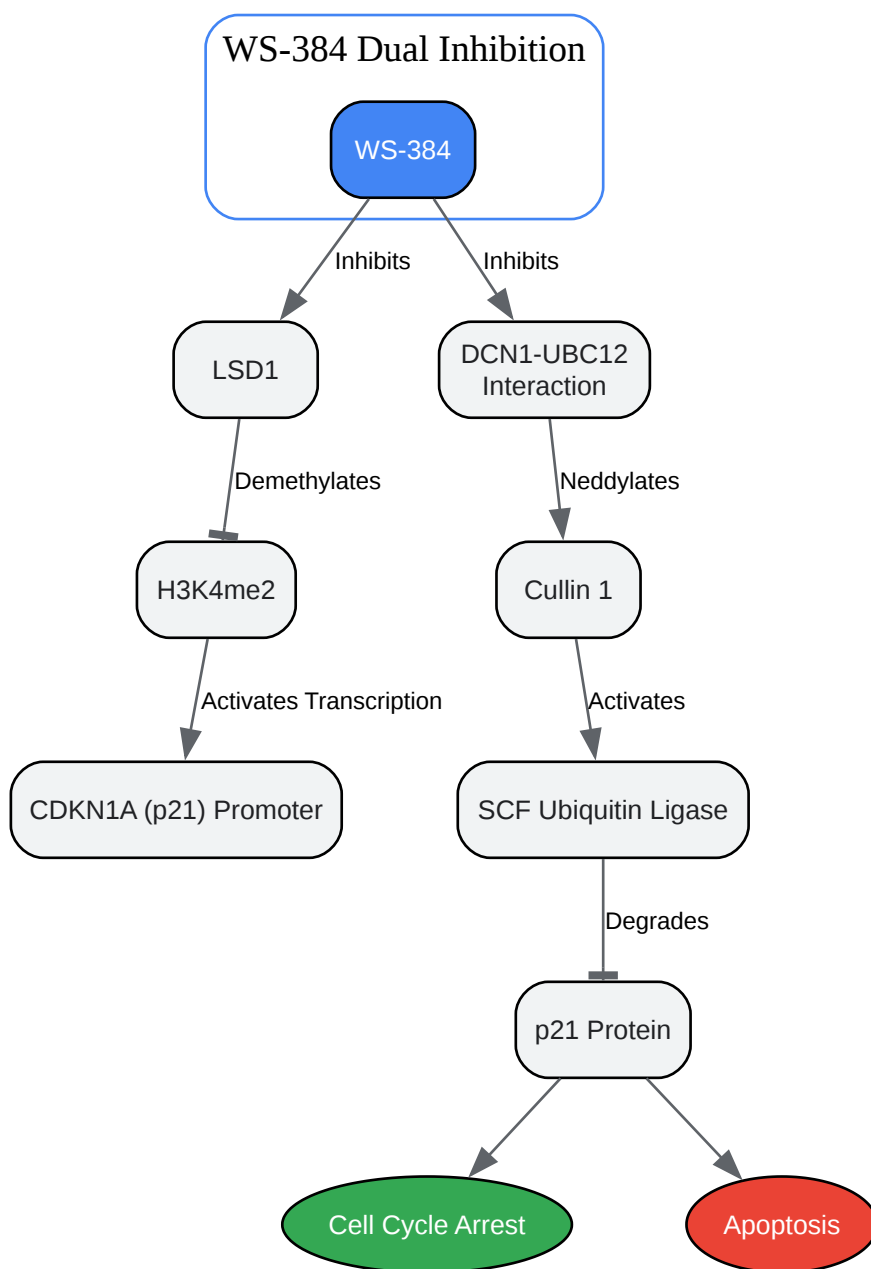 WS-384 Dual Inhibition
WS-384
Inhibits
Inhibits
LSD1
DCN1-UBC12
Interaction
Demethylates
Neddylates
H3K4me2
Cullin 1
Activates Transcription
Activates
CDKN1A (p21) Promoter
SCF Ubiquitin Ligase
Degrades
p21 Protein
Cell Cycle Arrest
Apoptosis